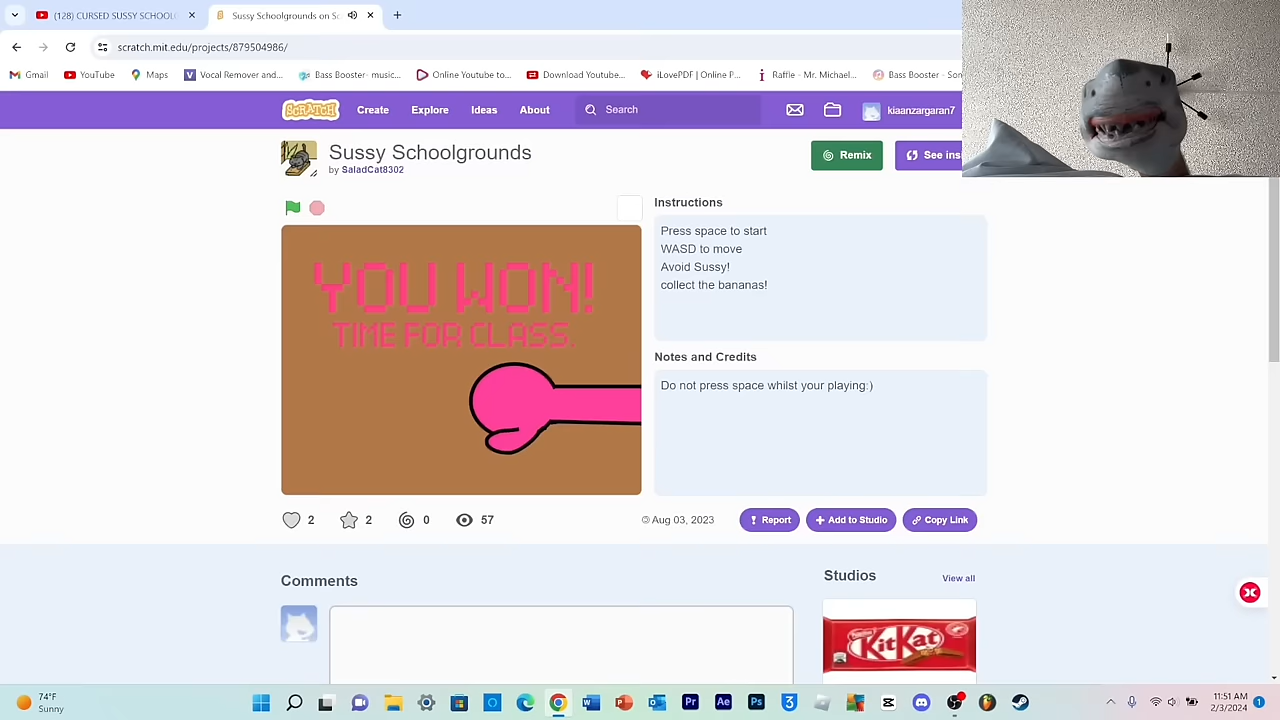 (128) CURSED SUSSY SCHOOL
Sussy Schoolgrounds on Sc
scratch.mit.edu/projects/879504986/
Gmail YouTube Maps Vocal Remover and... Bass Booster- music... Online Youtube to... Download Youtube... iLovePDF | Online P... Raffle - Mr. Michael... Bass Booster - Son
SCRATCH Create Explore Ideas About Search kiaanzargaran7
Sussy Schoolgrounds
by SaladCat8302
Remix See ins
Instructions
Press space to start
WASD to move
Avoid Sussy!
collect the bananas!
YOU WON!
TIME FOR CLASS.
Notes and Credits
Do not press space whilst your playing:)
2 2 0 57
© Aug 03, 2023 Report Add to Studio Copy Link
Comments
Studios View all
Nestle KitKat
74°F
Sunny
11:51 AM
2/3/2024